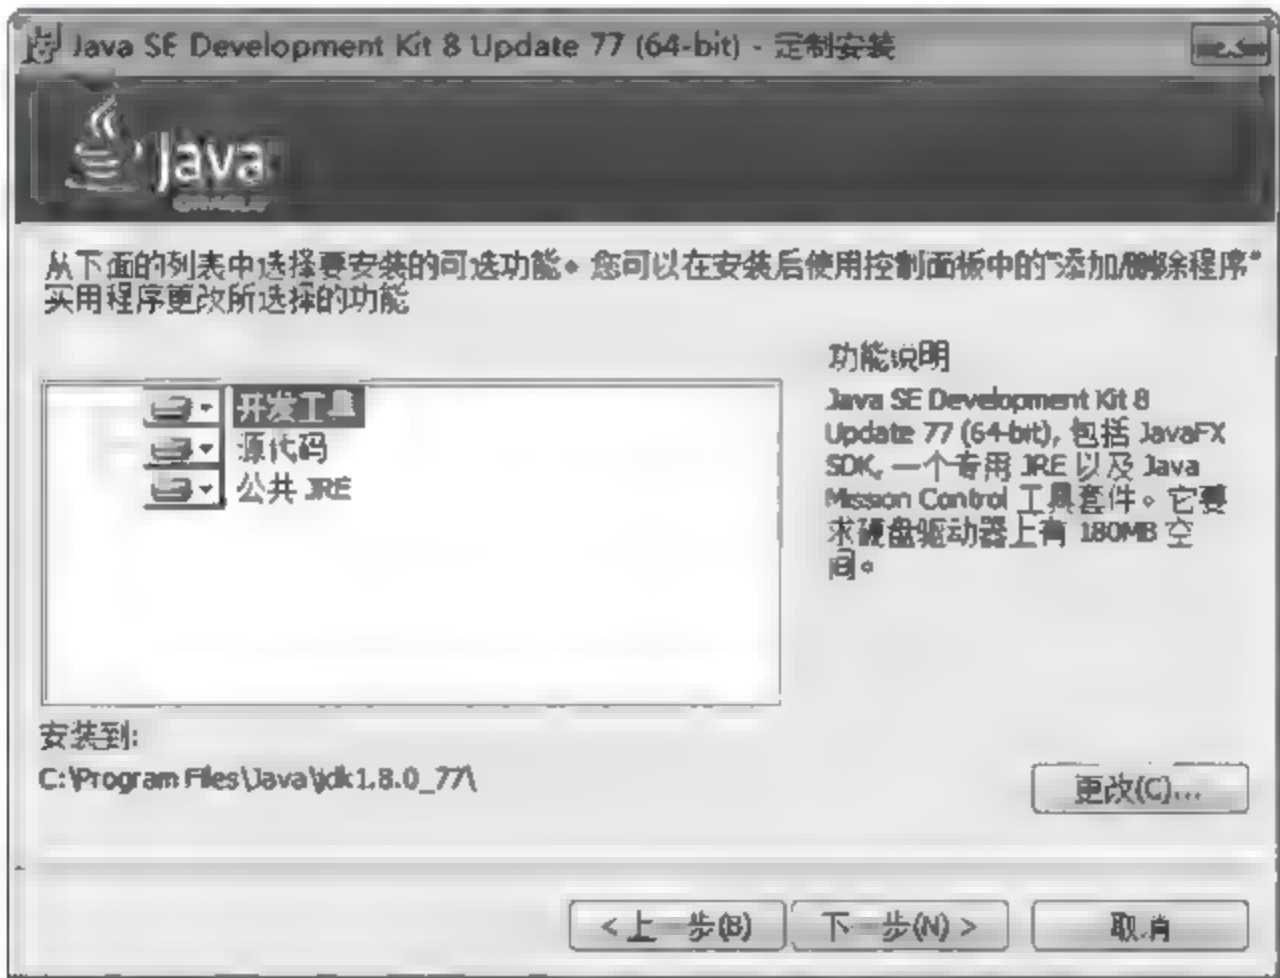 Java SE Development Kit 8 Update 77 (64-bit) - 定制安装
Java
ORACLE
从下面的列表中选择要安装的可选功能。您可以在安装后使用控制面板中的"添加/删除程序"
实用程序更改所选择的功能
功能说明
开发工具
源代码
公共 JRE
Java SE Development Kit 8
Update 77 (64-bit), 包括 JavaFX
SDK, 一个专用 JRE 以及 Java
Mission Control 工具套件。它要
求硬盘驱动器上有 180MB 空
间。
安装到:
C:\Program Files\Java\jdk1.8.0_77\
更改(C)...
< 上一步(B)
下一步(N) >
取消